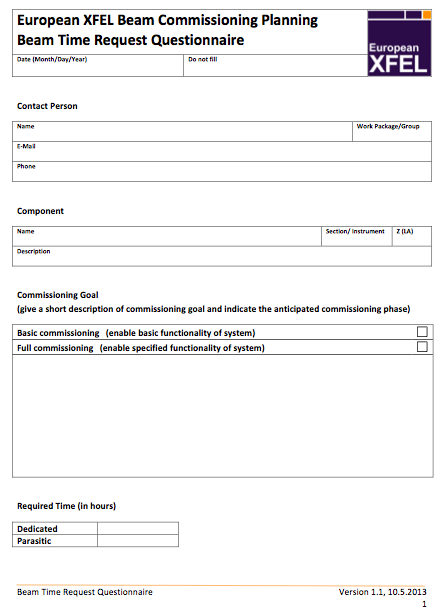 European XFEL Beam Commissioning Planning
Beam Time Request Questionnaire
European
XFEL
Date (Month/Day/Year) Do not fill
Contact Person
Name Work Package/Group
E-Mail
Phone
Component
Name Section/ Instrument Z (LA)
Description
Commissioning Goal
(give a short description of commissioning goal and indicate the anticipated commissioning phase)
Basic commissioning (enable basic functionality of system)
Full commissioning (enable specified functionality of system)
Required Time (in hours)
Dedicated
Parasitic
Beam Time Request Questionnaire Version 1.1, 10.5.2013
1